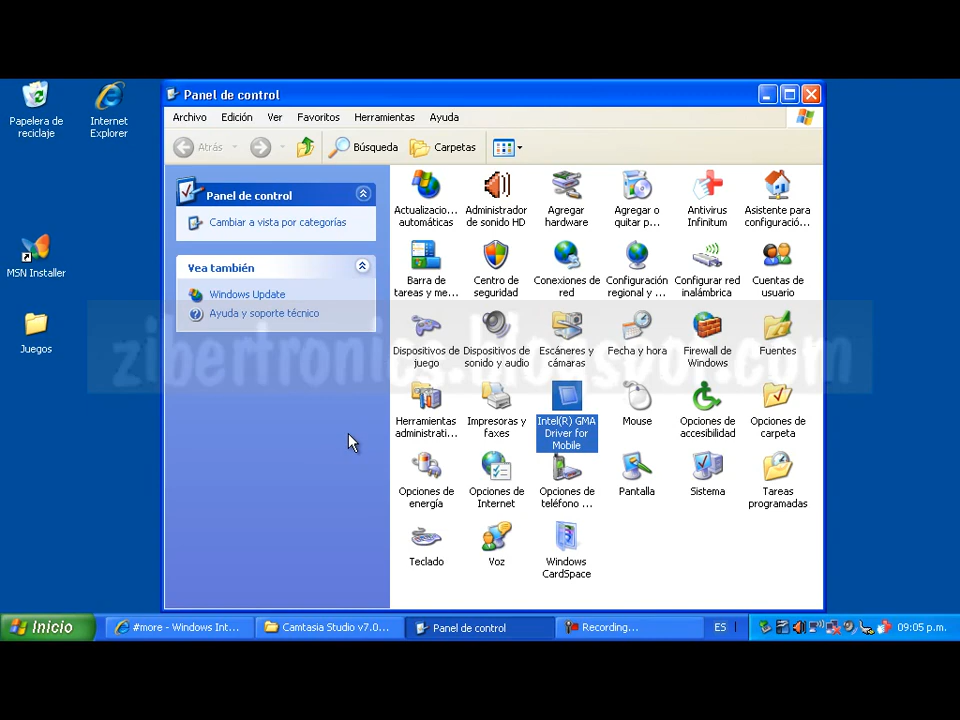 Papelera de
reciclaje
Internet
Explorer
MSN Installer
Juegos
Panel de control
Archivo Edición Ver Favoritos Herramientas Ayuda
Atrás Búsqueda Carpetas
Panel de control
Cambiar a vista por categorías
Vea también
Windows Update
Ayuda y soporte técnico
Actualizacio...
automáticas
Administrador
de sonido HD
Agregar
hardware
Agregar o
quitar p...
Antivirus
Infinitum
Asistente para
configuració...
Barra de
tareas y me...
Centro de
seguridad
Conexiones de
red
Configuración
regional y ...
Configurar red
inalámbrica
Cuentas de
usuario
Dispositivos de
juego
Dispositivos de
sonido y audio
Escáneres y
cámaras
Fecha y hora
Firewall de
Windows
Fuentes
Herramientas
administrati...
Impresoras y
faxes
Intel(R) GMA
Driver for
Mobile
Mouse
Opciones de
accesibilidad
Opciones de
carpeta
Opciones de
energía
Opciones de
Internet
Opciones de
teléfono ...
Pantalla
Sistema
Tareas
programadas
Teclado
Voz
Windows
CardSpace
zibertronics.blogspot.com
Inicio
#more - Windows Int...
Camtasia Studio v7.0...
Panel de control
Recording...
ES
09:05 p.m.